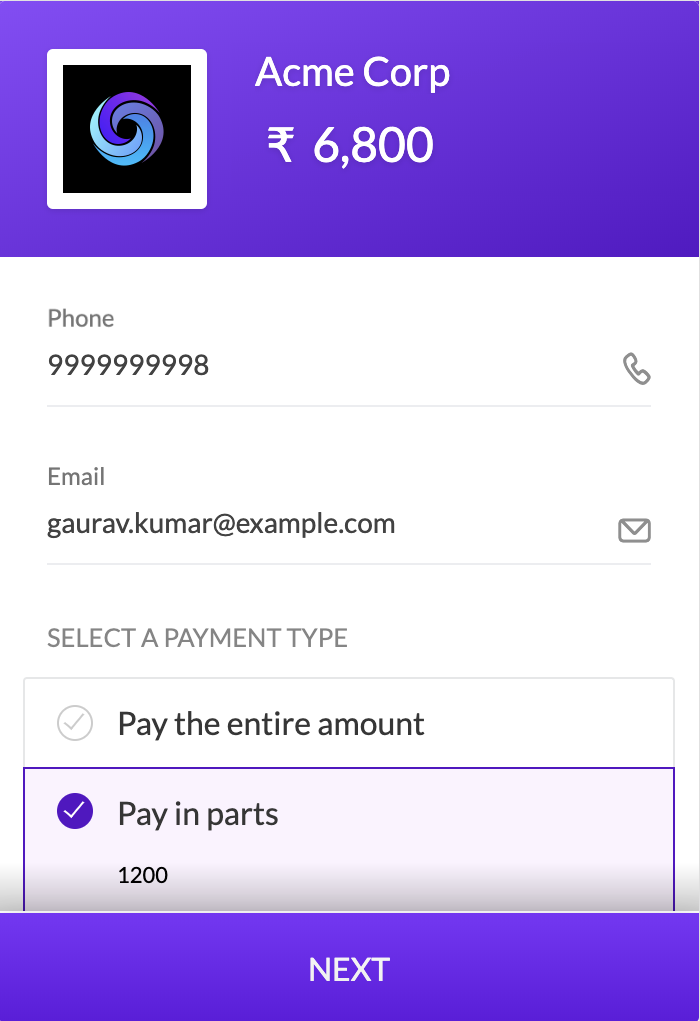 Acme Corp
₹ 6,800
Phone
9999999998
Email
gaurav.kumar@example.com
SELECT A PAYMENT TYPE
Pay the entire amount
Pay in parts
1200
NEXT